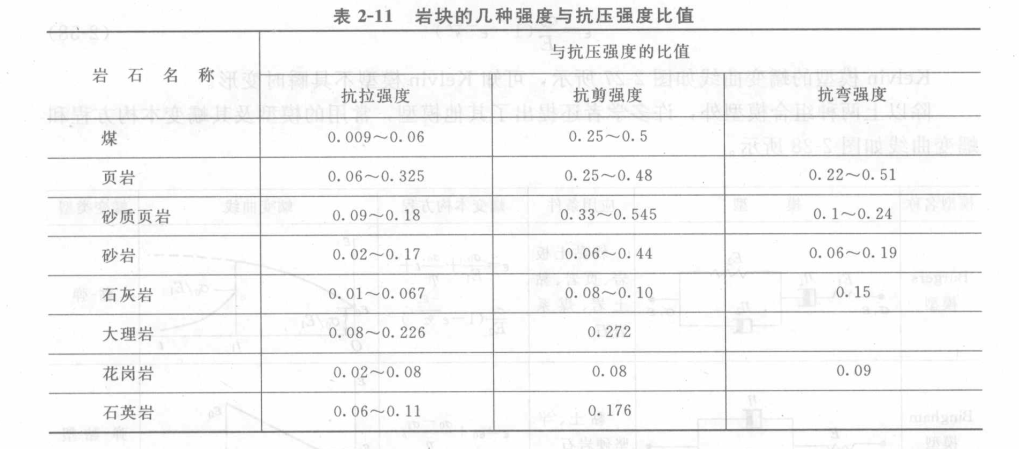 表 2-11 岩块的几种强度与抗压强度比值
岩石名称 与抗压强度的比值
抗拉强度 抗剪强度 抗弯强度
煤 0.009～0.06 0.25～0.5
页岩 0.06～0.325 0.25～0.48 0.22～0.51
砂质页岩 0.09～0.18 0.33～0.545 0.1～0.24
砂岩 0.02～0.17 0.06～0.44 0.06～0.19
石灰岩 0.01～0.067 0.08～0.10 0.15
大理岩 0.08～0.226 0.272
花岗岩 0.02～0.08 0.08 0.09
石英岩 0.06～0.11 0.176